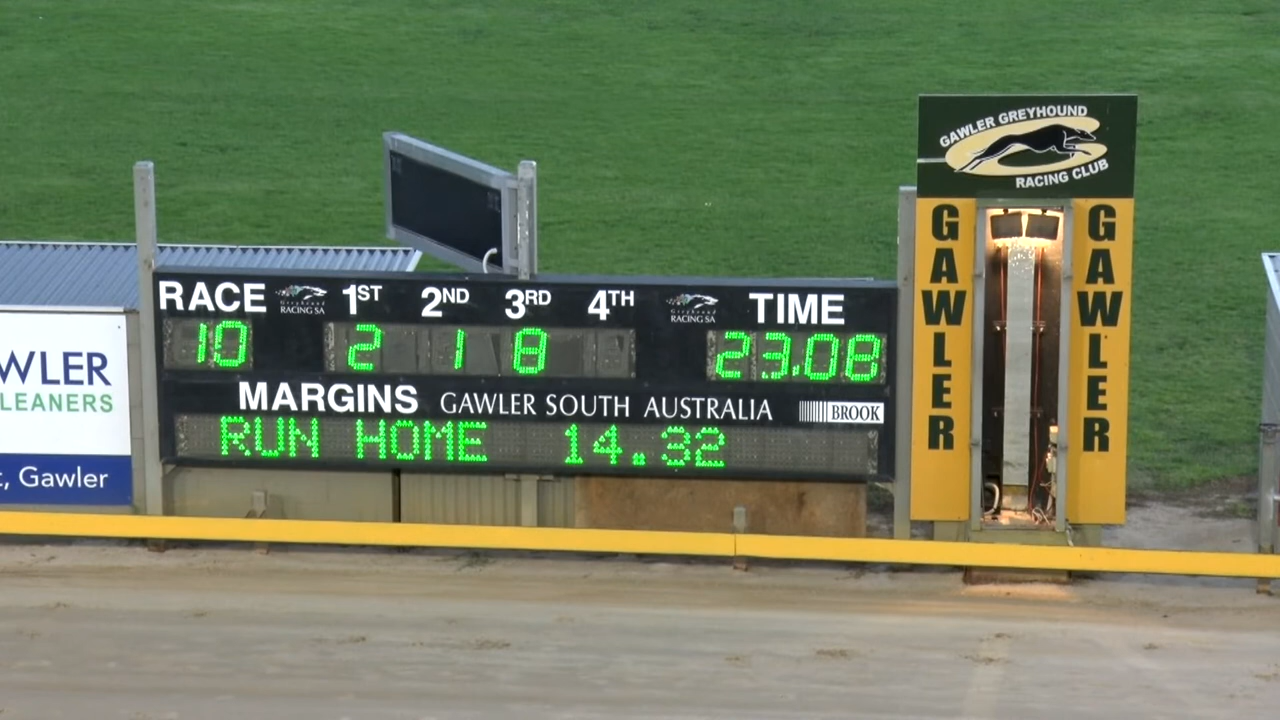 GAWLER GREYHOUND
RACING CLUB
GAWLER
GAWLER
RACE 1ST 2ND 3RD 4TH TIME
Greyhound
RACING SA
Greyhound
RACING SA
10 2 1 8 23.08
MARGINS GAWLER SOUTH AUSTRALIA BROOK
RUN HOME 14.32
WLER
LEANERS
, Gawler